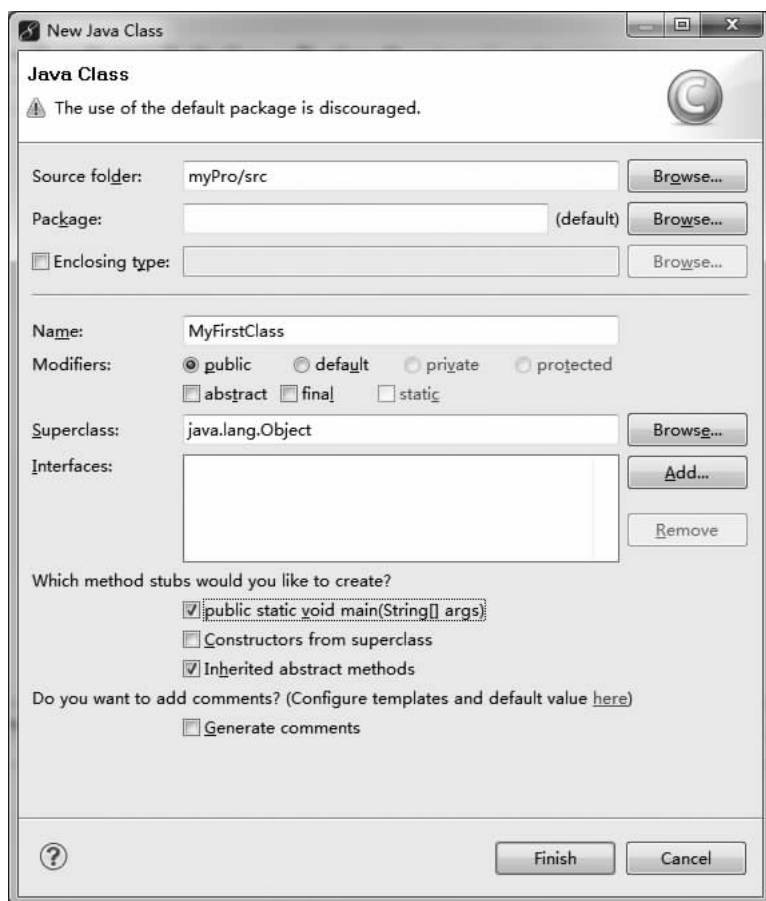 New Java Class
Java Class
The use of the default package is discouraged.
Source folder: myPro/src Browse...
Package: (default) Browse...
Enclosing type: Browse...
Name: MyFirstClass
Modifiers: public default private protected
abstract final static
Superclass: java.lang.Object Browse...
Interfaces: Add...
Remove
Which method stubs would you like to create?
public static void main(String[] args)
Constructors from superclass
Inherited abstract methods
Do you want to add comments? (Configure templates and default value here)
Generate comments
Finish Cancel